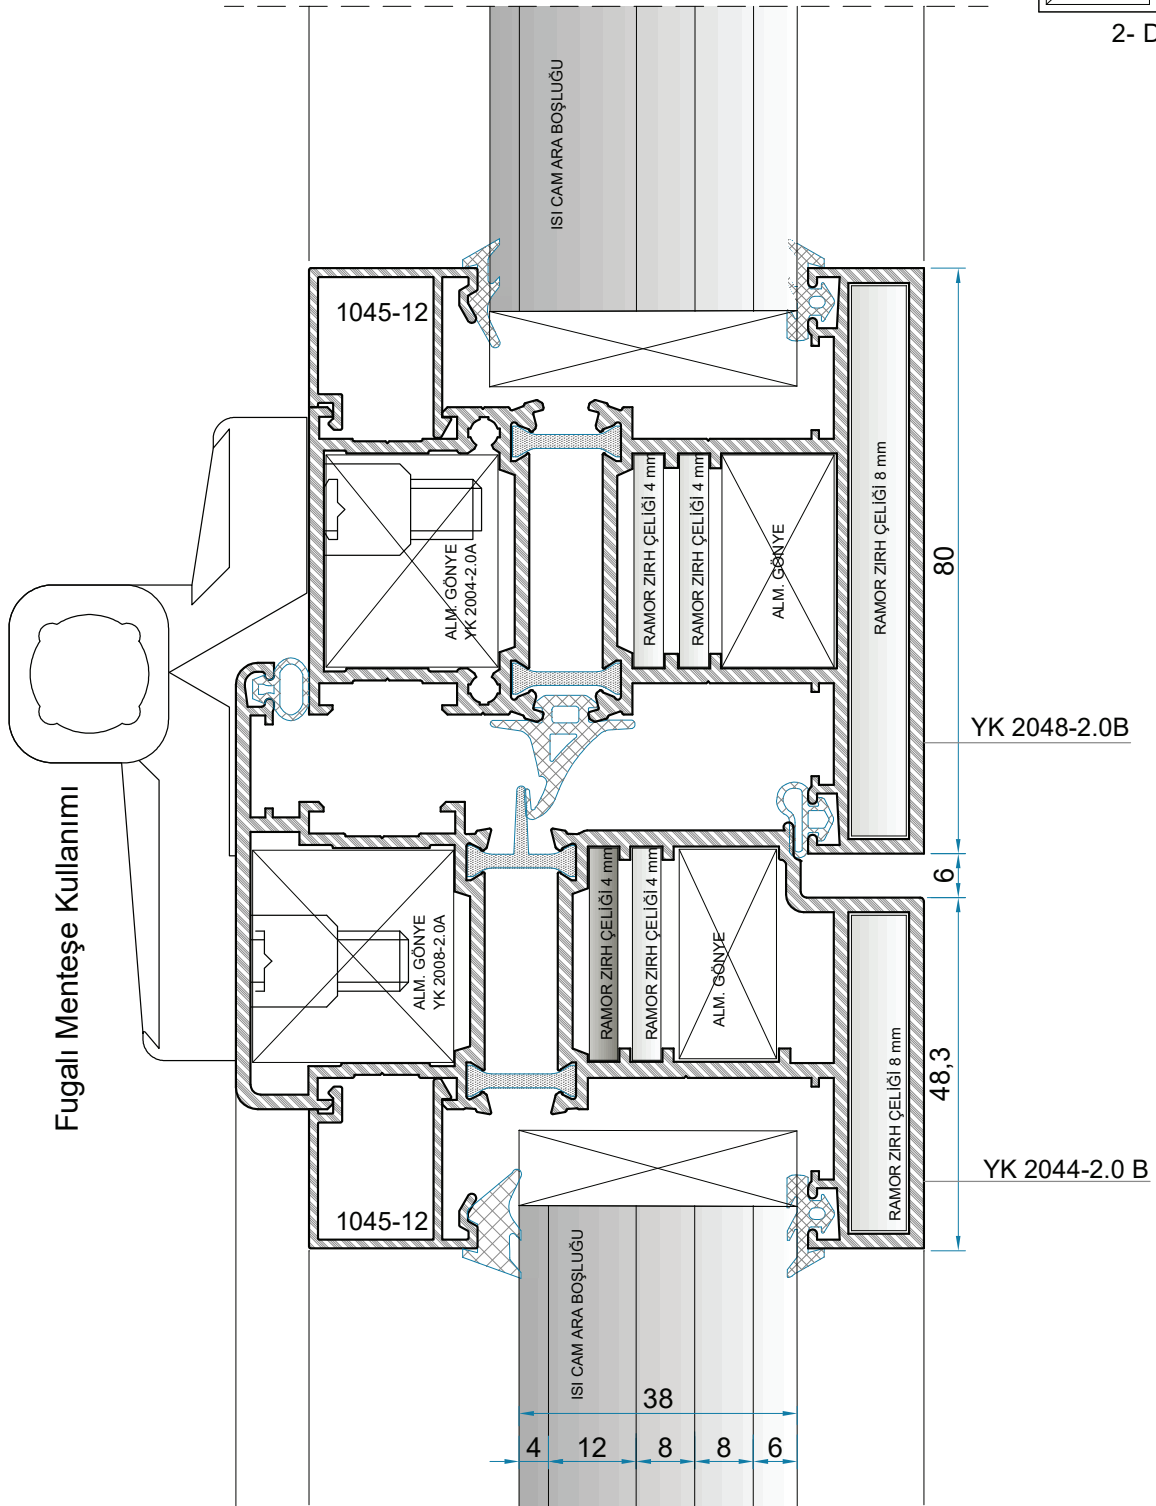 2- D
ISI CAM ARA BOŞLUĞU
1045-12
ALM. GÖNYE
YK 2004-2.0A
RAMOR ZIRH ÇELİĞİ 4 mm
RAMOR ZIRH ÇELİĞİ 4 mm
ALM. GÖNYE
RAMOR ZIRH ÇELİĞİ 8 mm
80
YK 2048-2.0B
Fugalı Menteşe Kullanımı
6
ALM. GÖNYE
YK 2008-2.0A
RAMOR ZIRH ÇELİĞİ 4 mm
RAMOR ZIRH ÇELİĞİ 4 mm
ALM. GÖNYE
RAMOR ZIRH ÇELİĞİ 8 mm
48,3
YK 2044-2.0 B
1045-12
ISI CAM ARA BOŞLUĞU
38
4 12 8 8 6